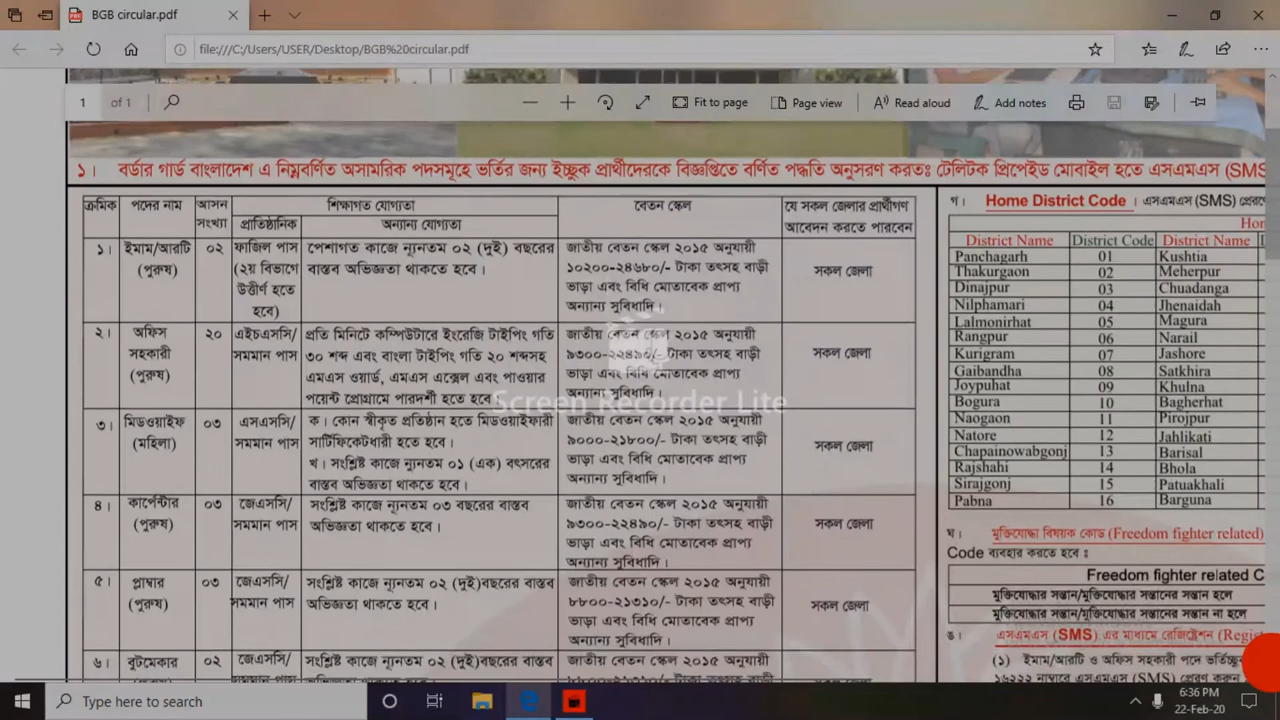 BGB circular.pdf
file:///C:/Users/USER/Desktop/BGB%20circular.pdf
1 of 1
Fit to page
Page view
Read aloud
Add notes
১। বর্ডার গার্ড বাংলাদেশ এ নিম্নবর্ণিত অসামরিক পদসমূহে ভর্তির জন্য ইচ্ছুক প্রার্থীদেরকে বিজ্ঞপ্তিতে বর্ণিত পদ্ধতি অনুসরণ করতঃ টেলিটক প্রিপেইড মোবাইল হতে এসএমএস (SMS
ক্রমিক পদের নাম আসন সংখ্যা শিক্ষাগত যোগ্যতা বেতন স্কেল যে সকল জেলার প্রার্থীগণ আবেদন করতে পারবেন
প্রাতিষ্ঠানিক অন্যান্য যোগ্যতা
১। ইমাম/আরটি ০২ ফাজিল পাস পেশাগত কাজে ন্যূনতম ০২ (দুই) বছরের জাতীয় বেতন স্কেল ২০১৫ অনুযায়ী
(পুরুষ) (২য় বিভাগে বাস্তব অভিজ্ঞতা থাকতে হবে। ১০২০০-২৪৬৮০/- টাকা তৎসহ বাড়ী সকল জেলা
উত্তীর্ণ হতে ভাড়া এবং বিধি মোতাবেক প্রাপ্য
হবে) অন্যান্য সুবিধাদি।
২। অফিস ২০ এইচএসসি/ প্রতি মিনিটে কম্পিউটারে ইংরেজি টাইপিং গতি জাতীয় বেতন স্কেল ২০১৫ অনুযায়ী
সহকারী সমমান পাস ৩০ শব্দ এবং বাংলা টাইপিং গতি ২০ শব্দসহ ৯৩০০-২২৪৯০/- টাকা তৎসহ বাড়ী সকল জেলা
(পুরুষ) এমএস ওয়ার্ড, এমএস এক্সেল এবং পাওয়ার ভাড়া এবং বিধি মোতাবেক প্রাপ্য
পয়েন্ট প্রোগ্রামে পারদর্শী হতে হবে অন্যান্য সুবিধাদি।
Screen Recorder Lite
৩। মিডওয়াইফ ০৩ এসএসসি/ ক। কোন স্বীকৃত প্রতিষ্ঠান হতে মিডওয়াইফারী জাতীয় বেতন স্কেল ২০১৫ অনুযায়ী
(মহিলা) সমমান পাস সার্টিফিকেটধারী হতে হবে। ৯০০০-২১৮০০/- টাকা তৎসহ বাড়ী সকল জেলা
খ। সংশ্লিষ্ট কাজে ন্যূনতম ০১ (এক) বৎসরের ভাড়া এবং বিধি মোতাবেক প্রাপ্য
বাস্তব অভিজ্ঞতা থাকতে হবে। অন্যান্য সুবিধাদি।
৪। কার্পেন্টার ০৩ জেএসসি/ সংশ্লিষ্ট কাজে ন্যূনতম ০৩ বছরের বাস্তব জাতীয় বেতন স্কেল ২০১৫ অনুযায়ী
(পুরুষ) সমমান পাস অভিজ্ঞতা থাকতে হবে। ৯৩০০-২২৪৯০/- টাকা তৎসহ বাড়ী সকল জেলা
ভাড়া এবং বিধি মোতাবেক প্রাপ্য
অন্যান্য সুবিধাদি।
৫। প্লাম্বার ০৩ জেএসসি/ সংশ্লিষ্ট কাজে ন্যূনতম ০২ (দুই)বছরের বাস্তব জাতীয় বেতন স্কেল ২০১৫ অনুযায়ী
(পুরুষ) সমমান পাস অভিজ্ঞতা থাকতে হবে। ৮৮০০-২১৩১০/- টাকা তৎসহ বাড়ী সকল জেলা
ভাড়া এবং বিধি মোতাবেক প্রাপ্য
অন্যান্য সুবিধাদি।
৬। বুটমেকার ০২ জেএসসি/ সংশ্লিষ্ট কাজে ন্যূনতম ০২ (দুই)বছরের বাস্তব জাতীয় বেতন স্কেল ২০১৫ অনুযায়ী
গ। Home District Code । এসএমএস (SMS) প্রেরণে
Ho
District Name District Code District Name
Panchagarh 01 Kushtia
Thakurgaon 02 Meherpur
Dinajpur 03 Chuadanga
Nilphamari 04 Jhenaidah
Lalmonirhat 05 Magura
Rangpur 06 Narail
Kurigram 07 Jashore
Gaibandha 08 Satkhira
Joypuhat 09 Khulna
Bogura 10 Bagherhat
Naogaon 11 Pirojpur
Natore 12 Jahlikati
Chapainowabgonj 13 Barisal
Rajshahi 14 Bhola
Sirajgonj 15 Patuakhali
Pabna 16 Barguna
ঘ। মুক্তিযোদ্ধা বিষয়ক কোড (Freedom fighter related)
Code ব্যবহার করতে হবে ঃ
Freedom fighter related C
মুক্তিযোদ্ধার সন্তান/মুক্তিযোদ্ধার সন্তানের সন্তান হলে
মুক্তিযোদ্ধার সন্তান/মুক্তিযোদ্ধার সন্তানের সন্তান না হলে
ঙ। এসএমএস (SMS) এর মাধ্যমে রেজিষ্ট্রেশন (Regis
(১) ইমাম/আরটি ও অফিস সহকারী পদে ভর্তিচ্ছু
১৬২২২ নাম্বারে এসএমএস (SMS) প্রেরণ করুন
Type here to search
6:36 PM
22-Feb-20